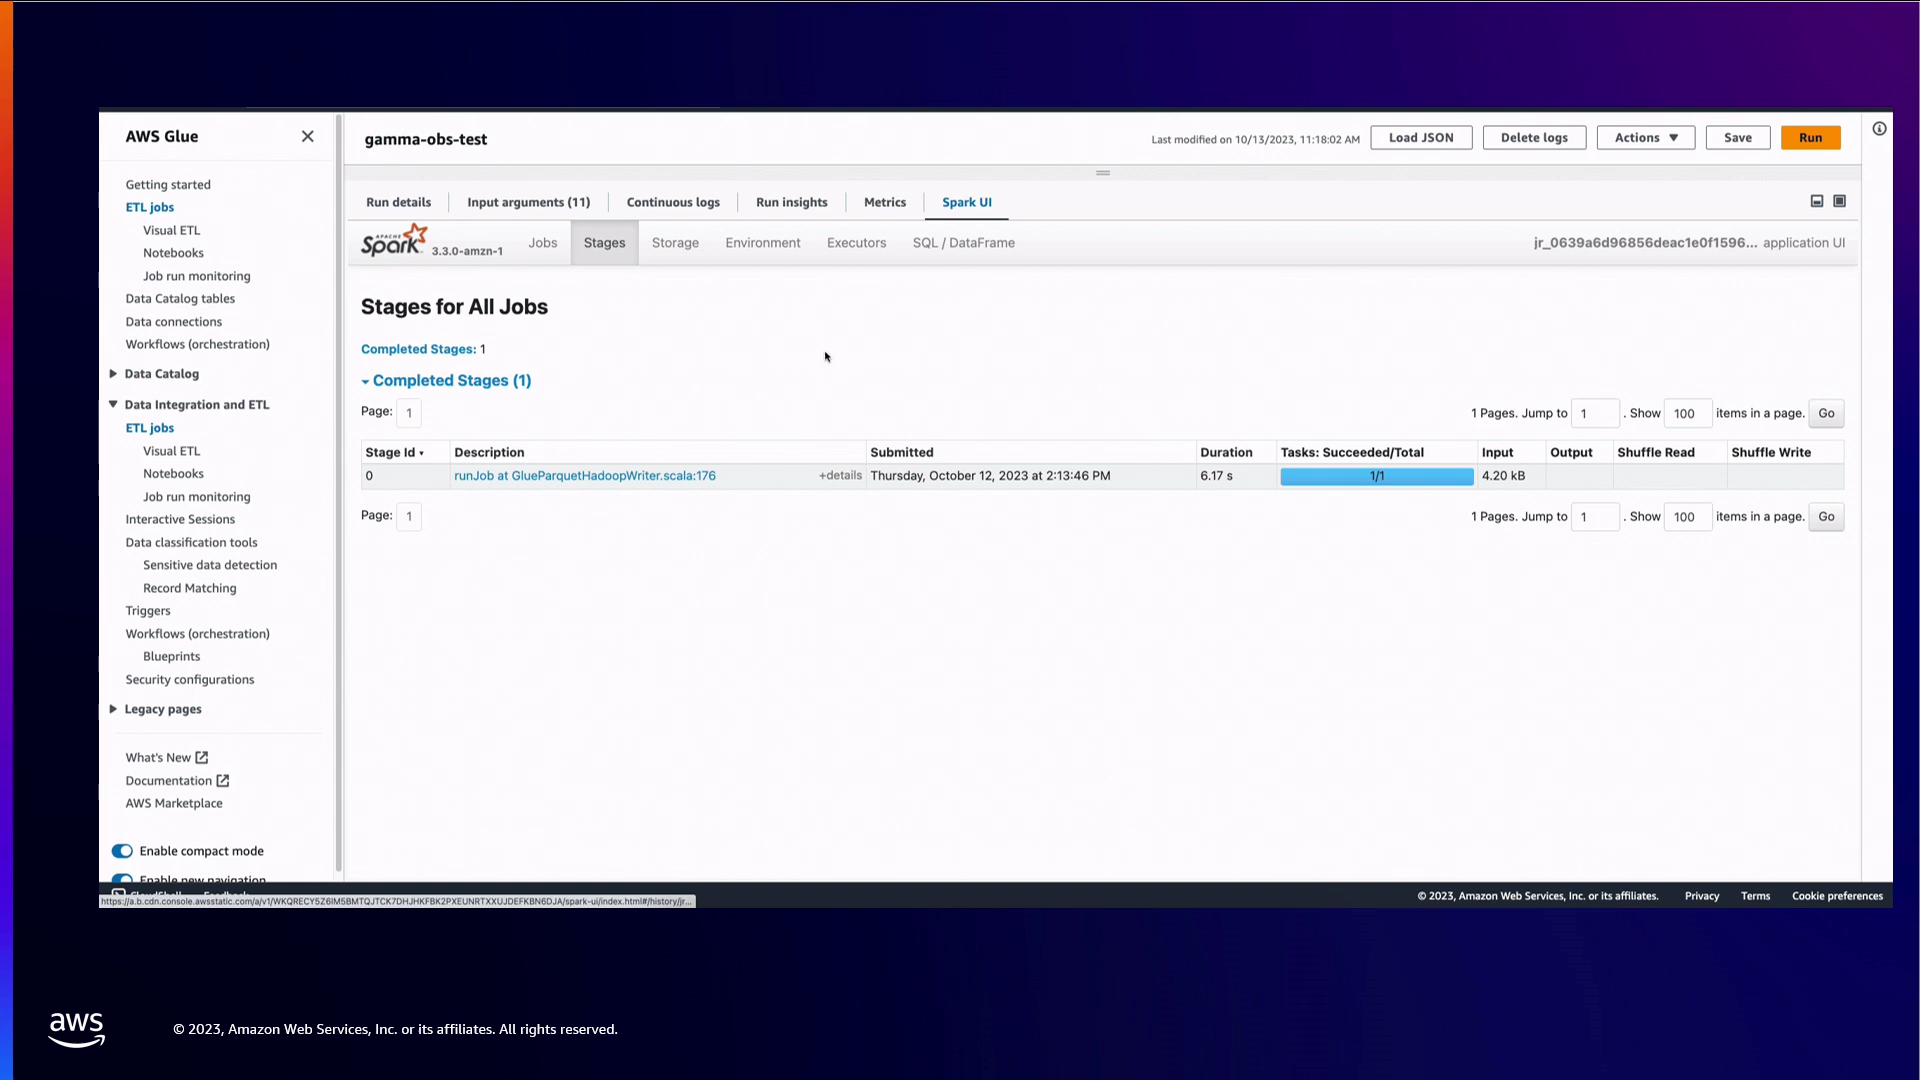 AWS Glue
Getting started
ETL jobs
Visual ETL
Notebooks
Job run monitoring
Data Catalog tables
Data connections
Workflows (orchestration)
Data Catalog
Data Integration and ETL
ETL jobs
Visual ETL
Notebooks
Job run monitoring
Interactive Sessions
Data classification tools
Sensitive data detection
Record Matching
Triggers
Workflows (orchestration)
Blueprints
Security configurations
Legacy pages
What's New
Documentation
AWS Marketplace
Enable compact mode
Enable new navigation
gamma-obs-test
Last modified on 10/13/2023, 11:18:02 AM Load JSON Delete logs Actions Save Run
Run details Input arguments (11) Continuous logs Run insights Metrics Spark UI
APACHE Spark 3.3.0-amzn-1 Jobs Stages Storage Environment Executors SQL / DataFrame jr_0639a6d96856deac1e0f1596... application UI
Stages for All Jobs
Completed Stages: 1
Completed Stages (1)
Page: 1 1 Pages. Jump to 1 . Show 100 items in a page. Go
Stage Id Description Submitted Duration Tasks: Succeeded/Total Input Output Shuffle Read Shuffle Write
0 runJob at GlueParquetHadoopWriter.scala:176 +details Thursday, October 12, 2023 at 2:13:46 PM 6.17 s 1/1 4.20 kB
Page: 1 1 Pages. Jump to 1 . Show 100 items in a page. Go
CloudShell Feedback © 2023, Amazon Web Services, Inc. or its affiliates. Privacy Terms Cookie preferences
aws © 2023, Amazon Web Services, Inc. or its affiliates. All rights reserved.